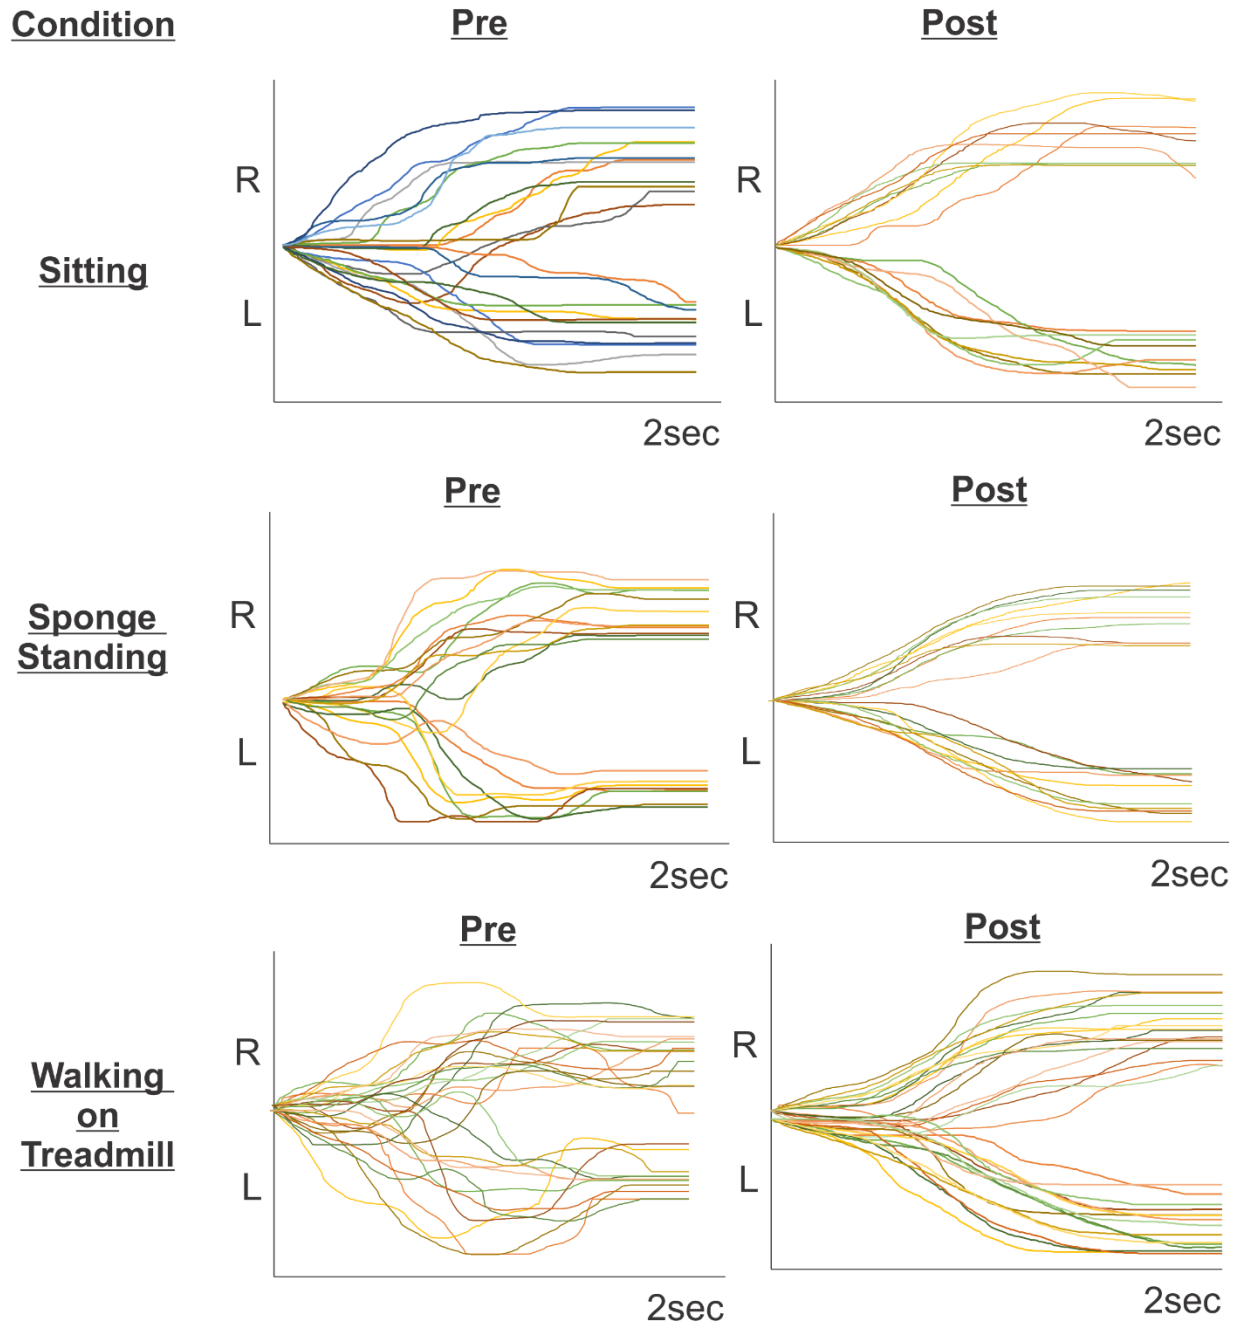 Condition
Pre
Post
R
R
Sitting
L
L
2sec
2sec
Pre
Post
Sponge
Standing
R
R
L
L
2sec
2sec
Pre
Post
R
R
Walking
on
Treadmill
L
L
2sec
2sec